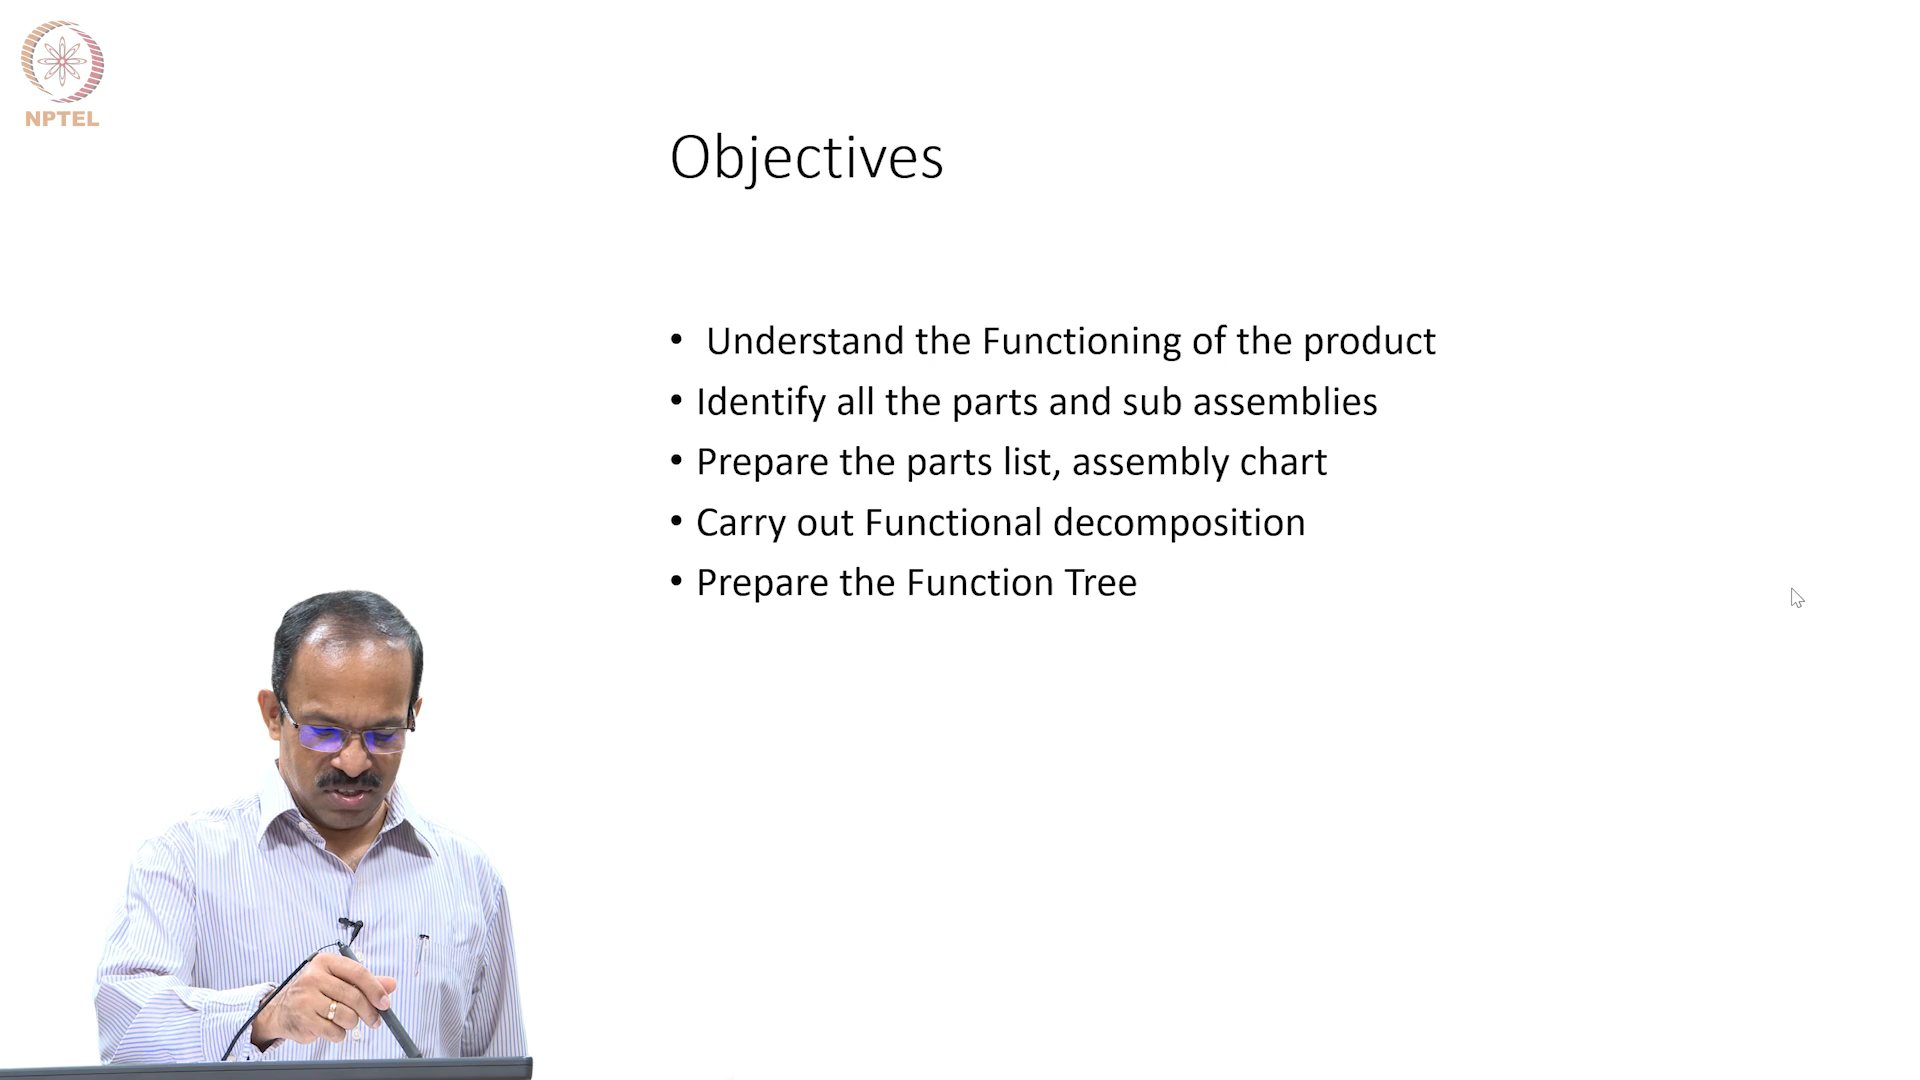 NPTEL
Objectives
• Understand the Functioning of the product
• Identify all the parts and sub assemblies
• Prepare the parts list, assembly chart
• Carry out Functional decomposition
• Prepare the Function Tree